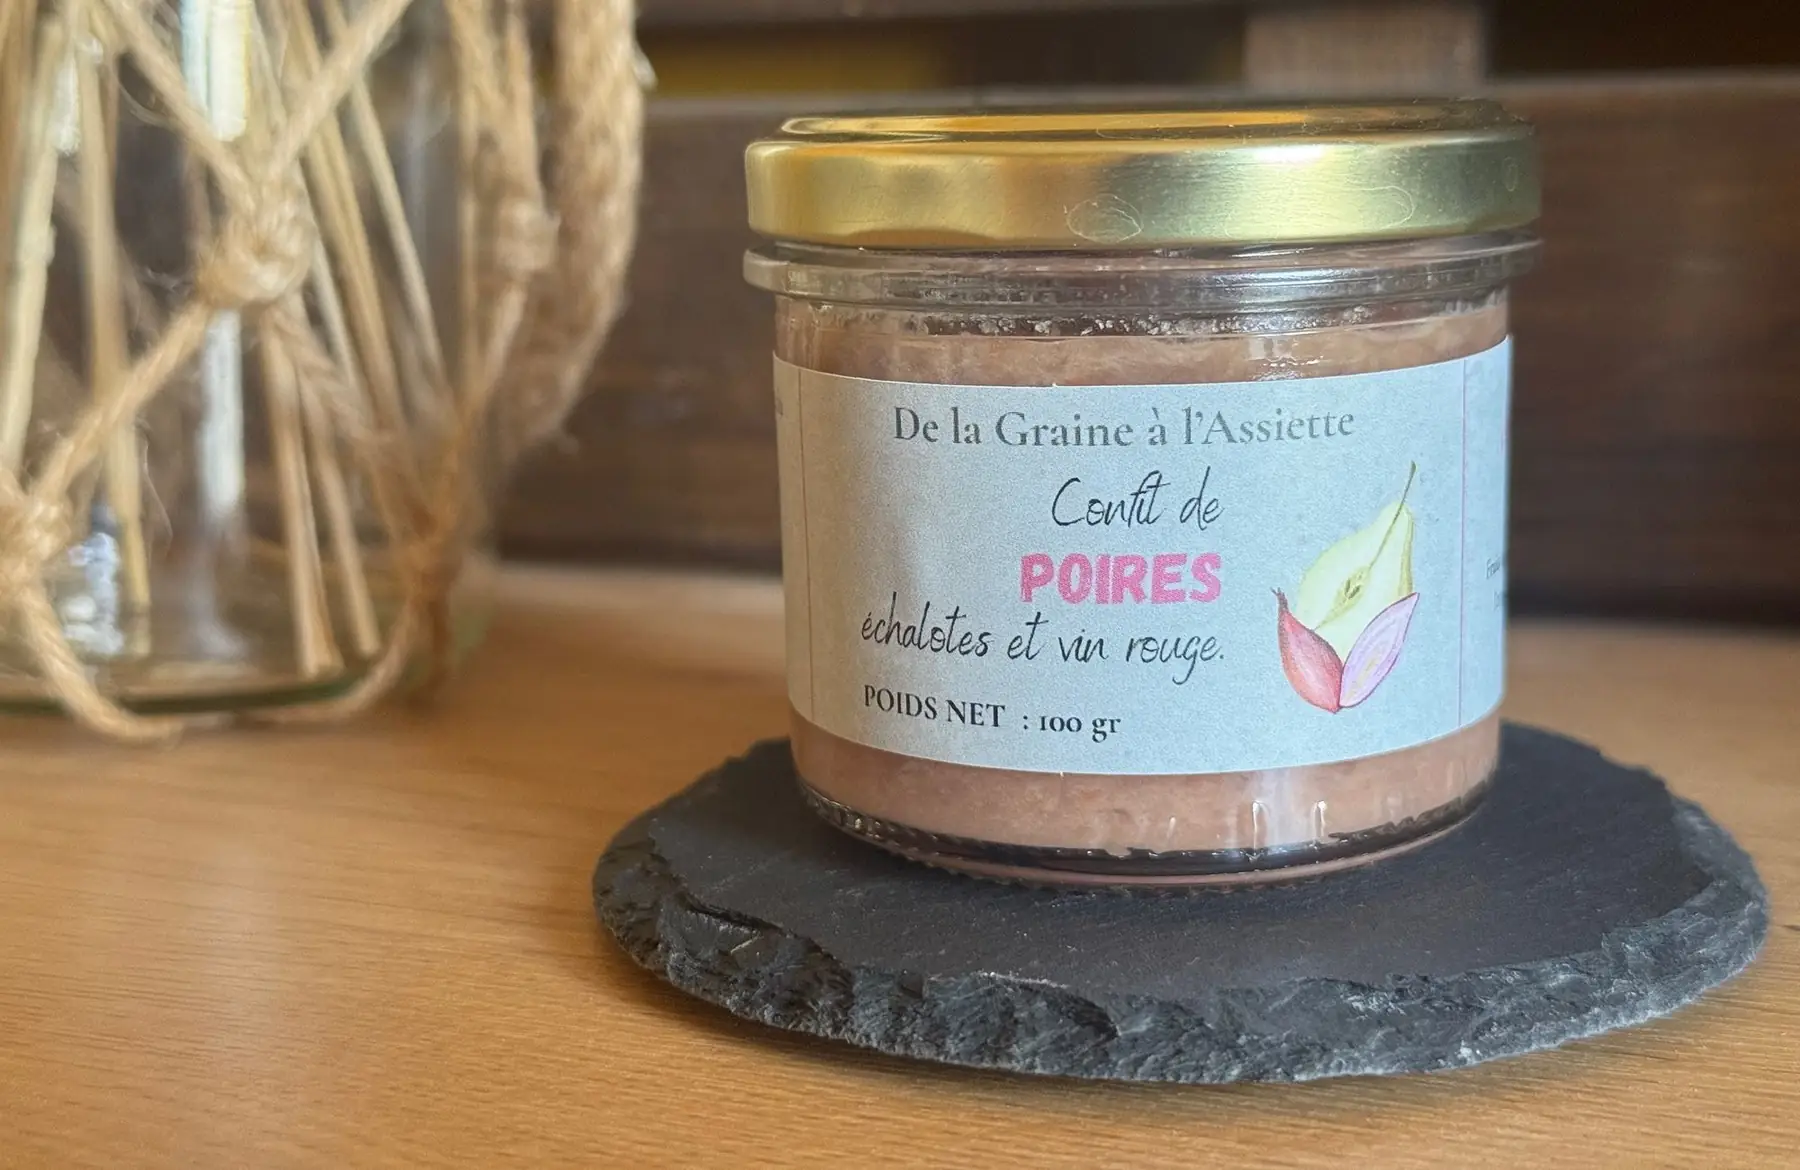 De la Graine à l'Assiette
Confit de
POIRES
échalotes et vin rouge.
POIDS NET : 100 gr